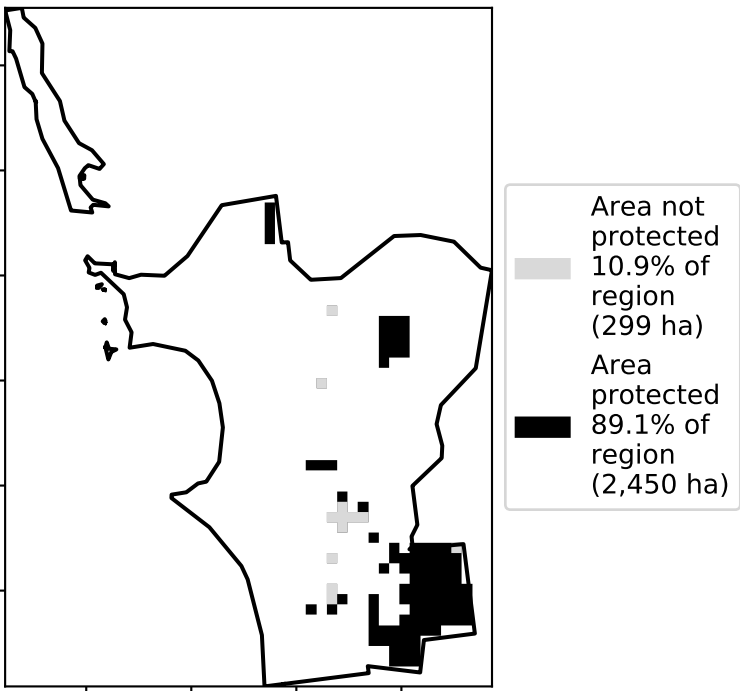 Area not
protected
10.9% of
region
(299 ha)
Area
protected
89.1% of
region
(2,450 ha)